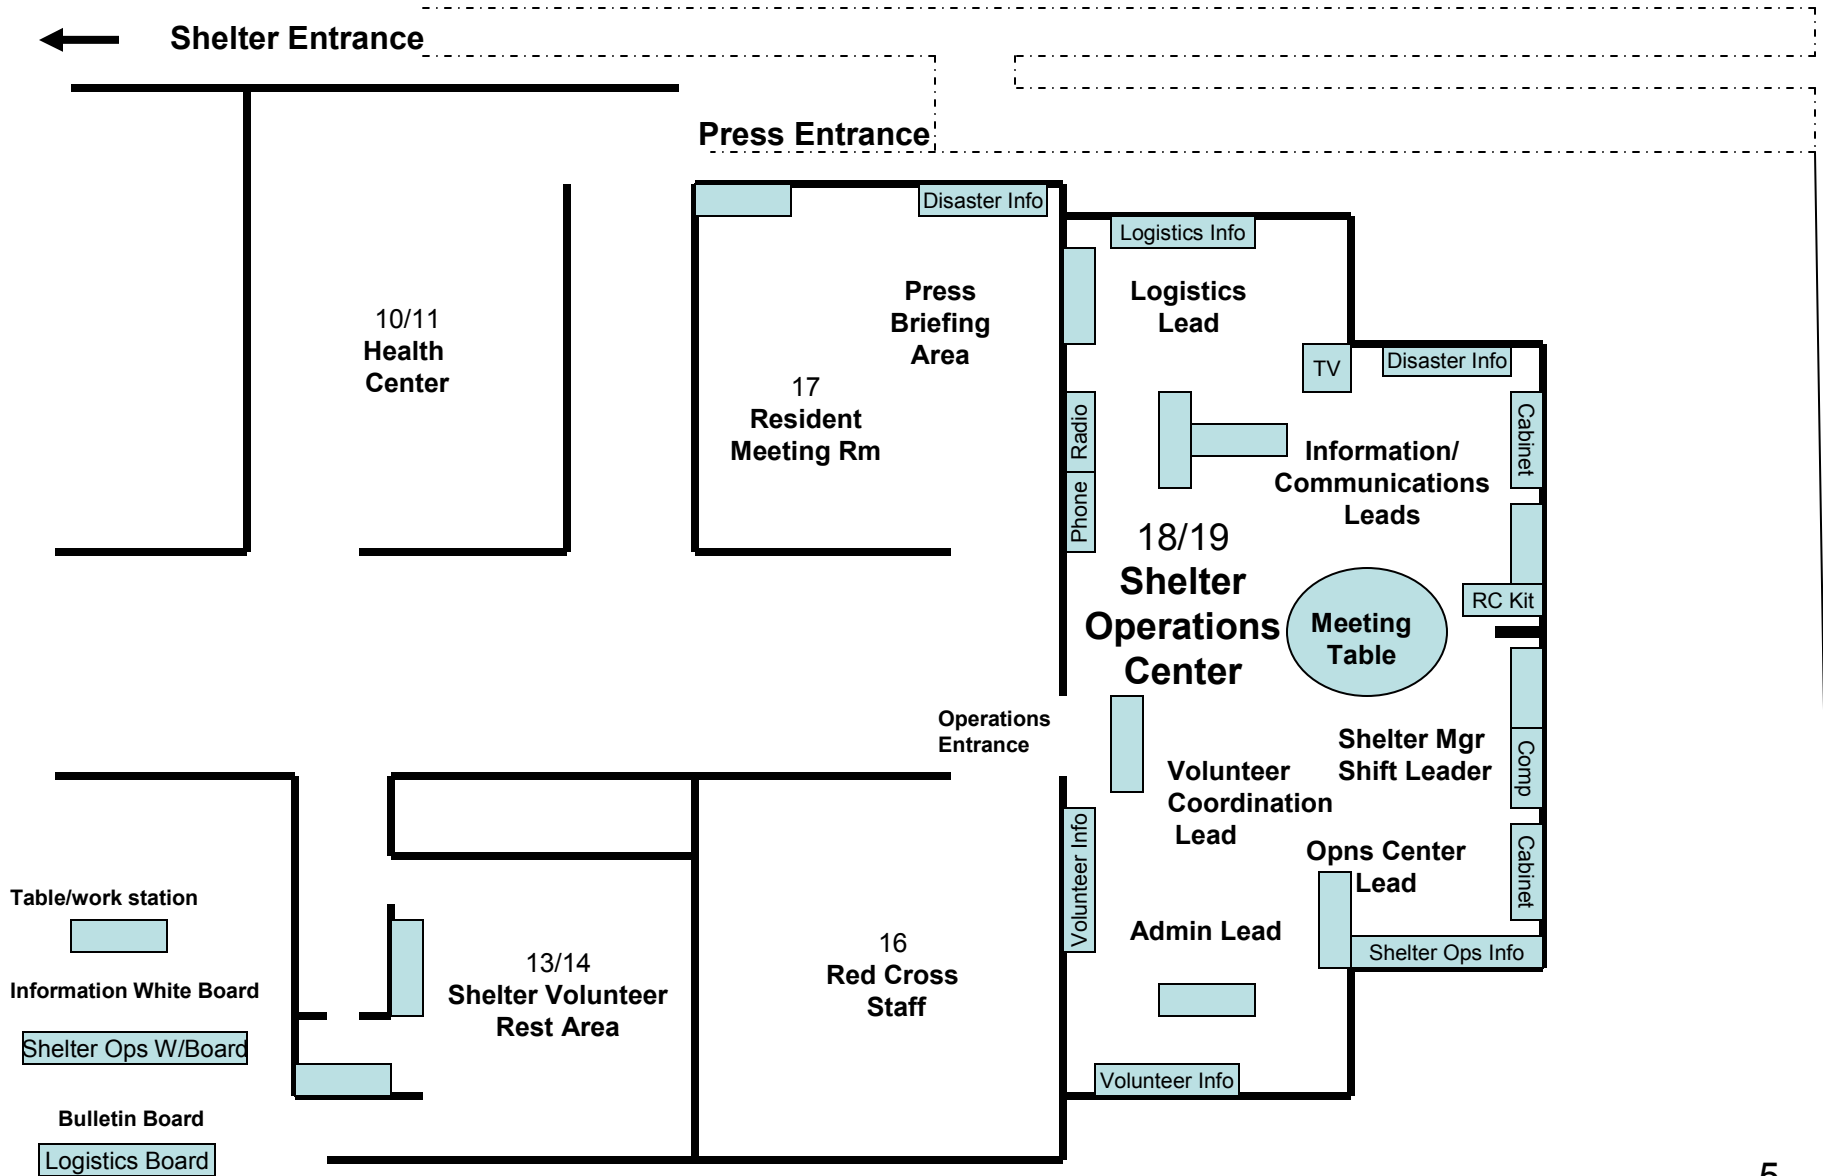 Shelter Entrance
Press Entrance
Disaster Info
Logistics Info
Press
Briefing
Area
Logistics
Lead
10/11
Health
Center
TV
Disaster Info
17
Resident
Meeting Rm
Radio
Phone
Cabinet
Information/
Communications
Leads
18/19
Shelter
Operations
Center
RC Kit
Meeting
Table
Operations
Entrance
Shelter Mgr
Shift Leader
Comp
Volunteer
Coordination
Lead
Volunteer Info
Opns Center
Lead
Cabinet
Table/work station
Admin Lead
Shelter Ops Info
16
Red Cross
Staff
13/14
Shelter Volunteer
Rest Area
Information White Board
Shelter Ops W/Board
Volunteer Info
Bulletin Board
Logistics Board
5